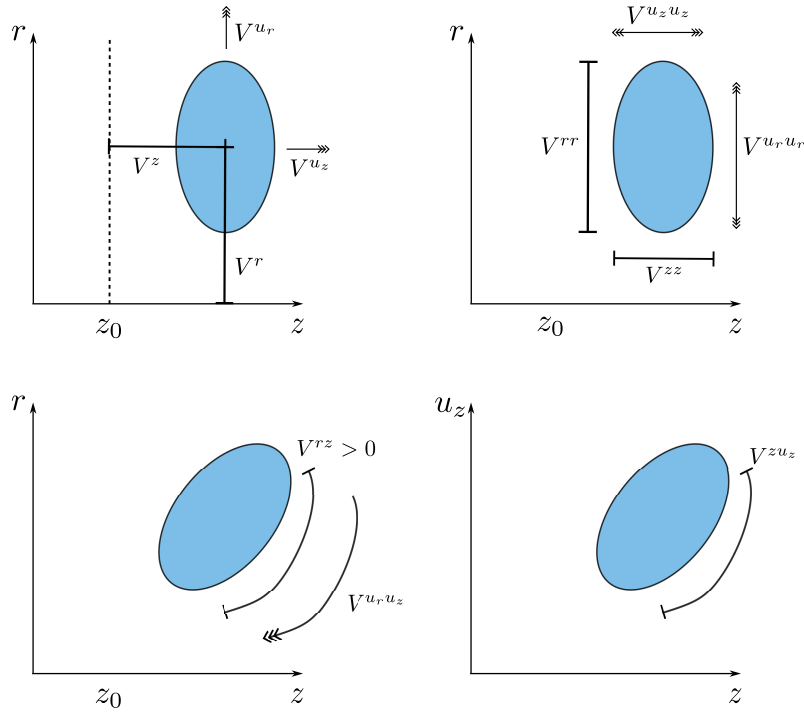 r
V^{u_r}
V^z
V^{u_z}
V^r
z_0
z
V^{u_z u_z}
r
V^{rr}
V^{u_r u_r}
V^{zz}
z_0
z
r
V^{rz} > 0
V^{u_r u_z}
z_0
z
u_z
V^{z u_z}
z